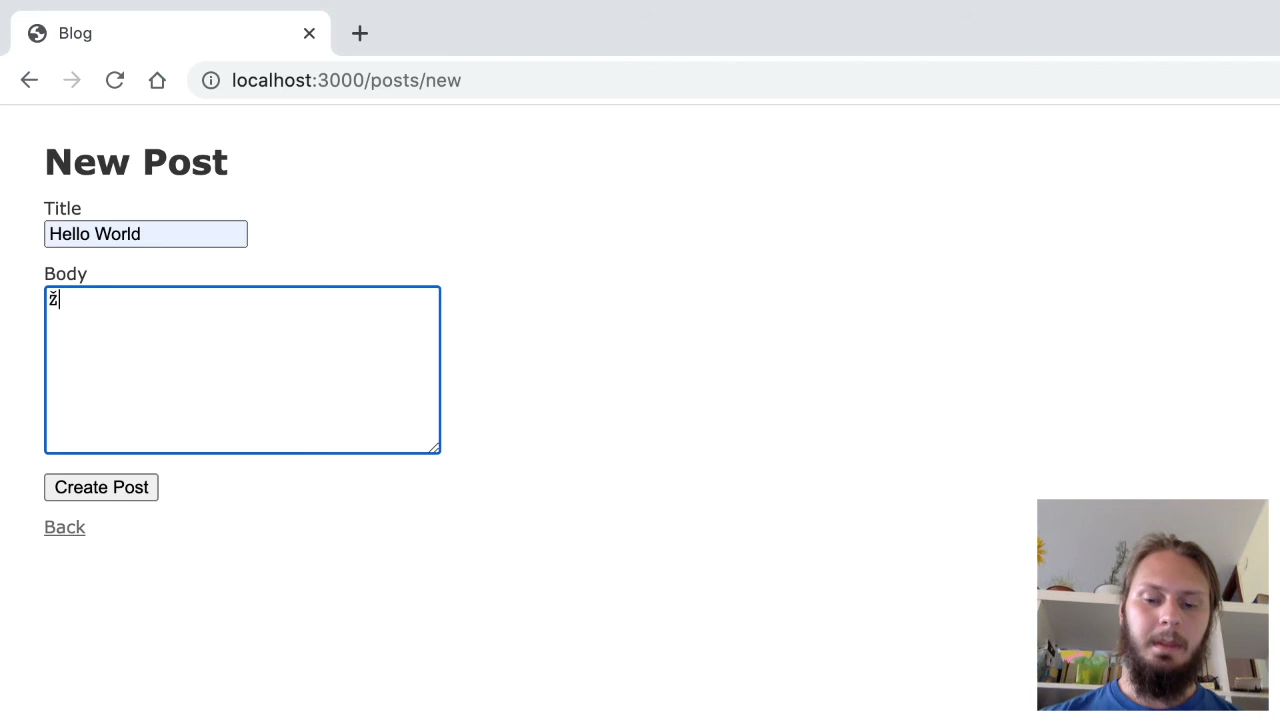 Blog
localhost:3000/posts/new
New Post
Title
Hello World
Body
ž
Create Post
Back